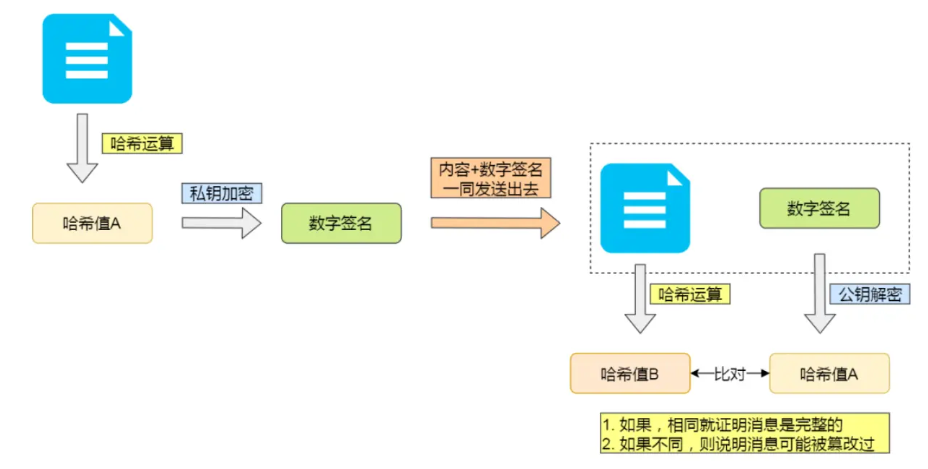 哈希运算
私钥加密
哈希值A
数字签名
内容+数字签名
一同发送出去
数字签名
哈希运算
公钥解密
哈希值B
比对
哈希值A
1. 如果，相同就证明消息是完整的
2. 如果不同，则说明消息可能被篡改过